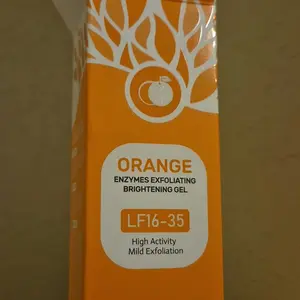 ORANGE
ENZYMES EXFOLIATING
BRIGHTENING GEL
LF16-35
High Activity
Mild Exfoliation